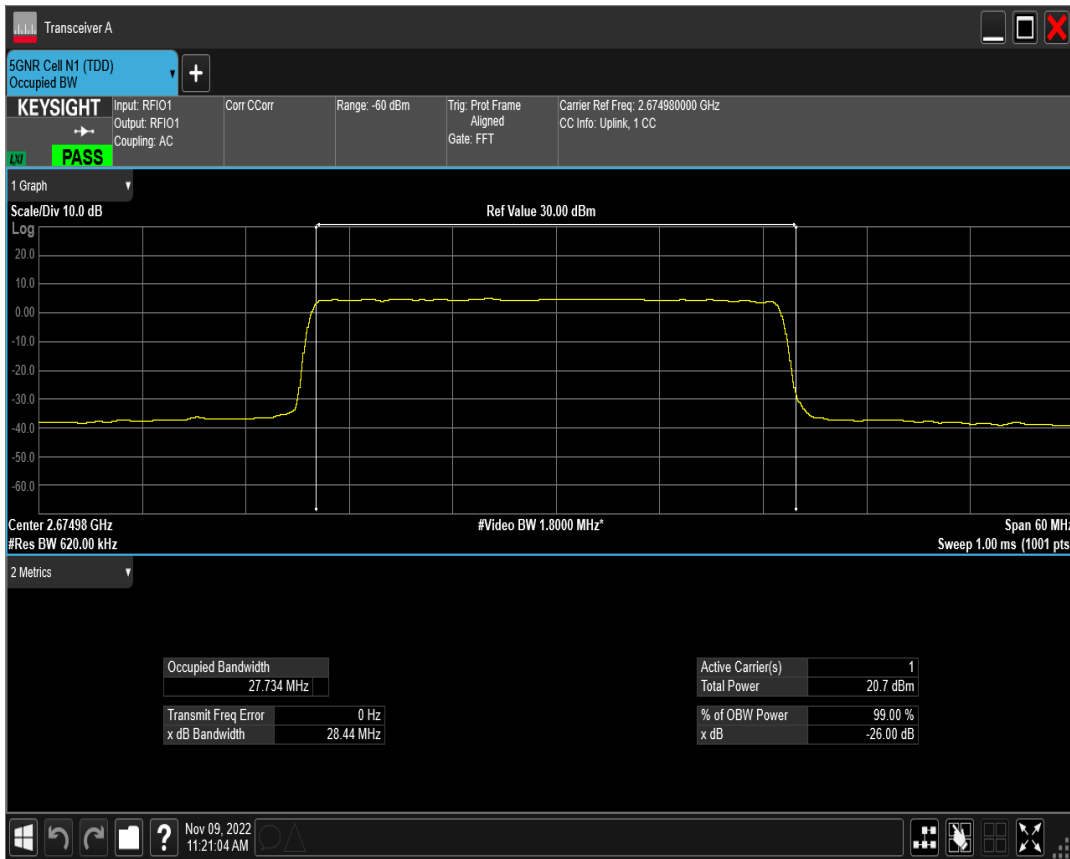 Transceiver A
5GNR Cell N1 (TDD)
Occupied BW
+
KEYSIGHT
LXI
PASS
Input: RFIO1
Output: RFIO1
Coupling: AC
Corr CCorr
Range: -60 dBm
Trig: Prot Frame
Aligned
Gate: FFT
Carrier Ref Freq: 2.674980000 GHz
CC Info: Uplink, 1 CC
1 Graph
Scale/Div 10.0 dB
Ref Value 30.00 dBm
Log
20.0
10.0
0.00
-10.0
-20.0
-30.0
-40.0
-50.0
-60.0
Center 2.67498 GHz
#Video BW 1.8000 MHz*
Span 60 MHz
#Res BW 620.00 kHz
Sweep 1.00 ms (1001 pts
2 Metrics
Occupied Bandwidth
27.734 MHz
Transmit Freq Error 0 Hz
x dB Bandwidth 28.44 MHz
Active Carrier(s) 1
Total Power 20.7 dBm
% of OBW Power 99.00 %
x dB -26.00 dB
?
Nov 09, 2022
11:21:04 AM